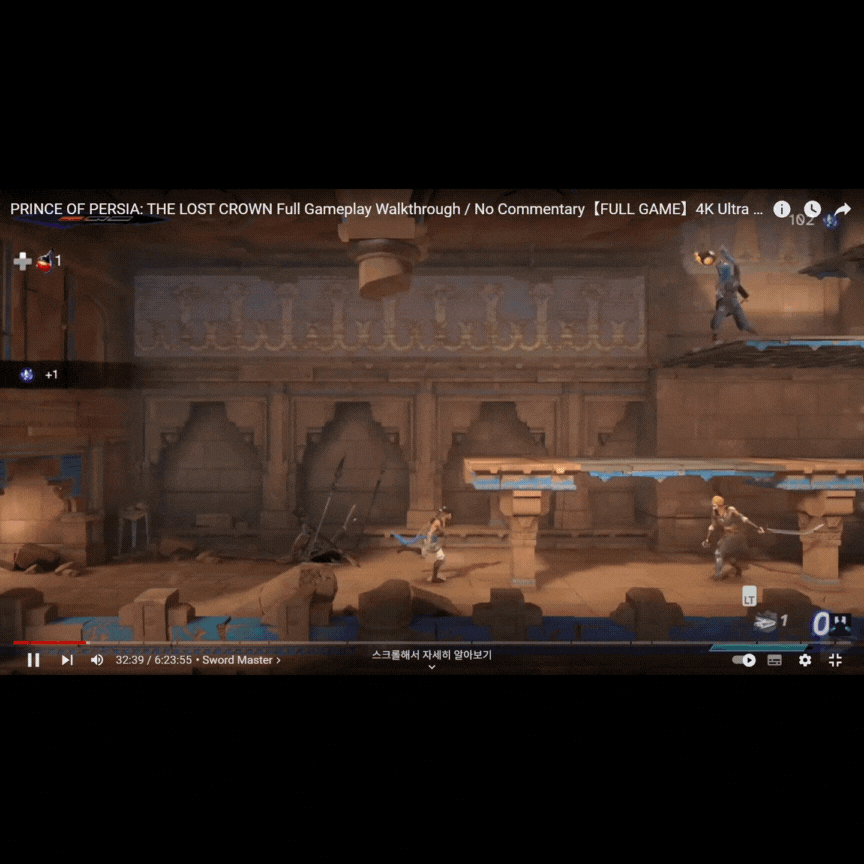 PRINCE OF PERSIA: THE LOST CROWN Full Gameplay Walkthrough / No Commentary【FULL GAME】4K Ultra ...
102
1
+1
LT
1
0
32:39 / 6:23:55 • Sword Master ›
스크롤해서 자세히 알아보기